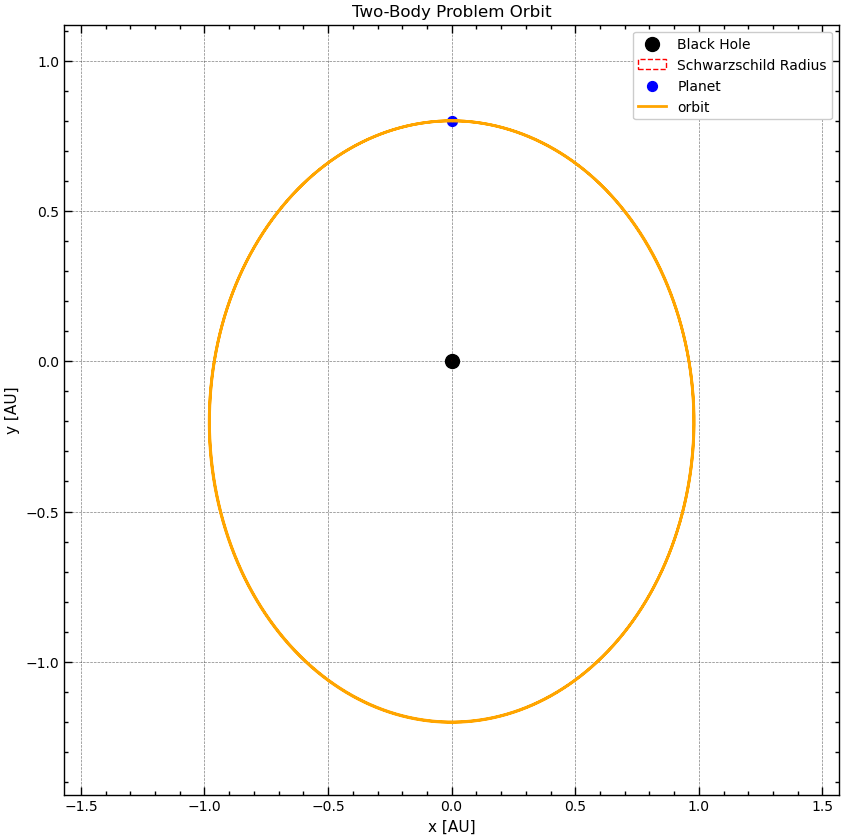 Two-Body Problem Orbit
Black Hole
Schwarzschild Radius
Planet
orbit
1.0
0.5
0.0
−0.5
−1.0
y [AU]
−1.5 −1.0 −0.5 0.0 0.5 1.0 1.5
x [AU]